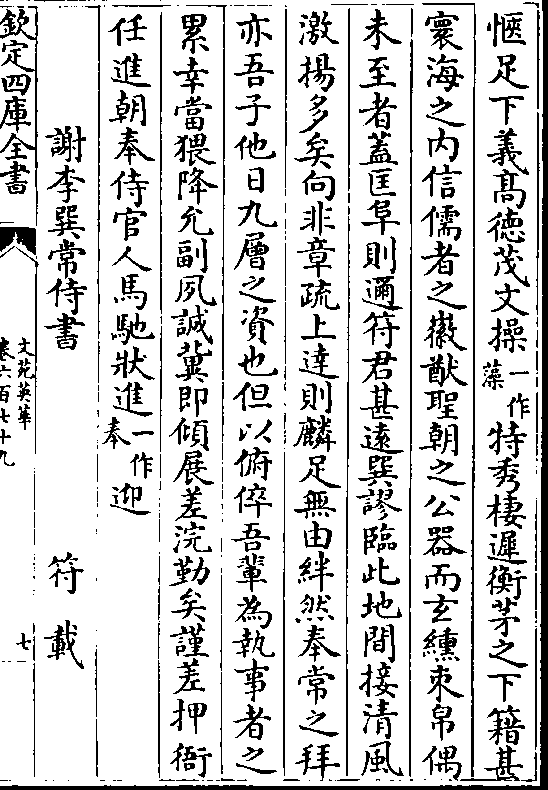 愜足下義髙德茂文操一作藻特秀棲遲衡茅之下籍甚
寰海之内信儒者之徽猷聖朝之公器而玄纁束帛偶
未至者蓋匡阜則邇符君甚遠巽謬臨此地間接清風
激揚多矣向非章疏上達則麟足無由絆然奉常之拜
亦吾子他日九層之資也但以俯倅吾輩為執事者之
累幸當猥降允副夙誠冀即傾展差浣勤矣謹差押衙
任進朝奉侍官人馬馳狀進一作奉迎
謝李巽常侍書 符載
欽定四庫全書
文苑英華
卷六百七十九
七